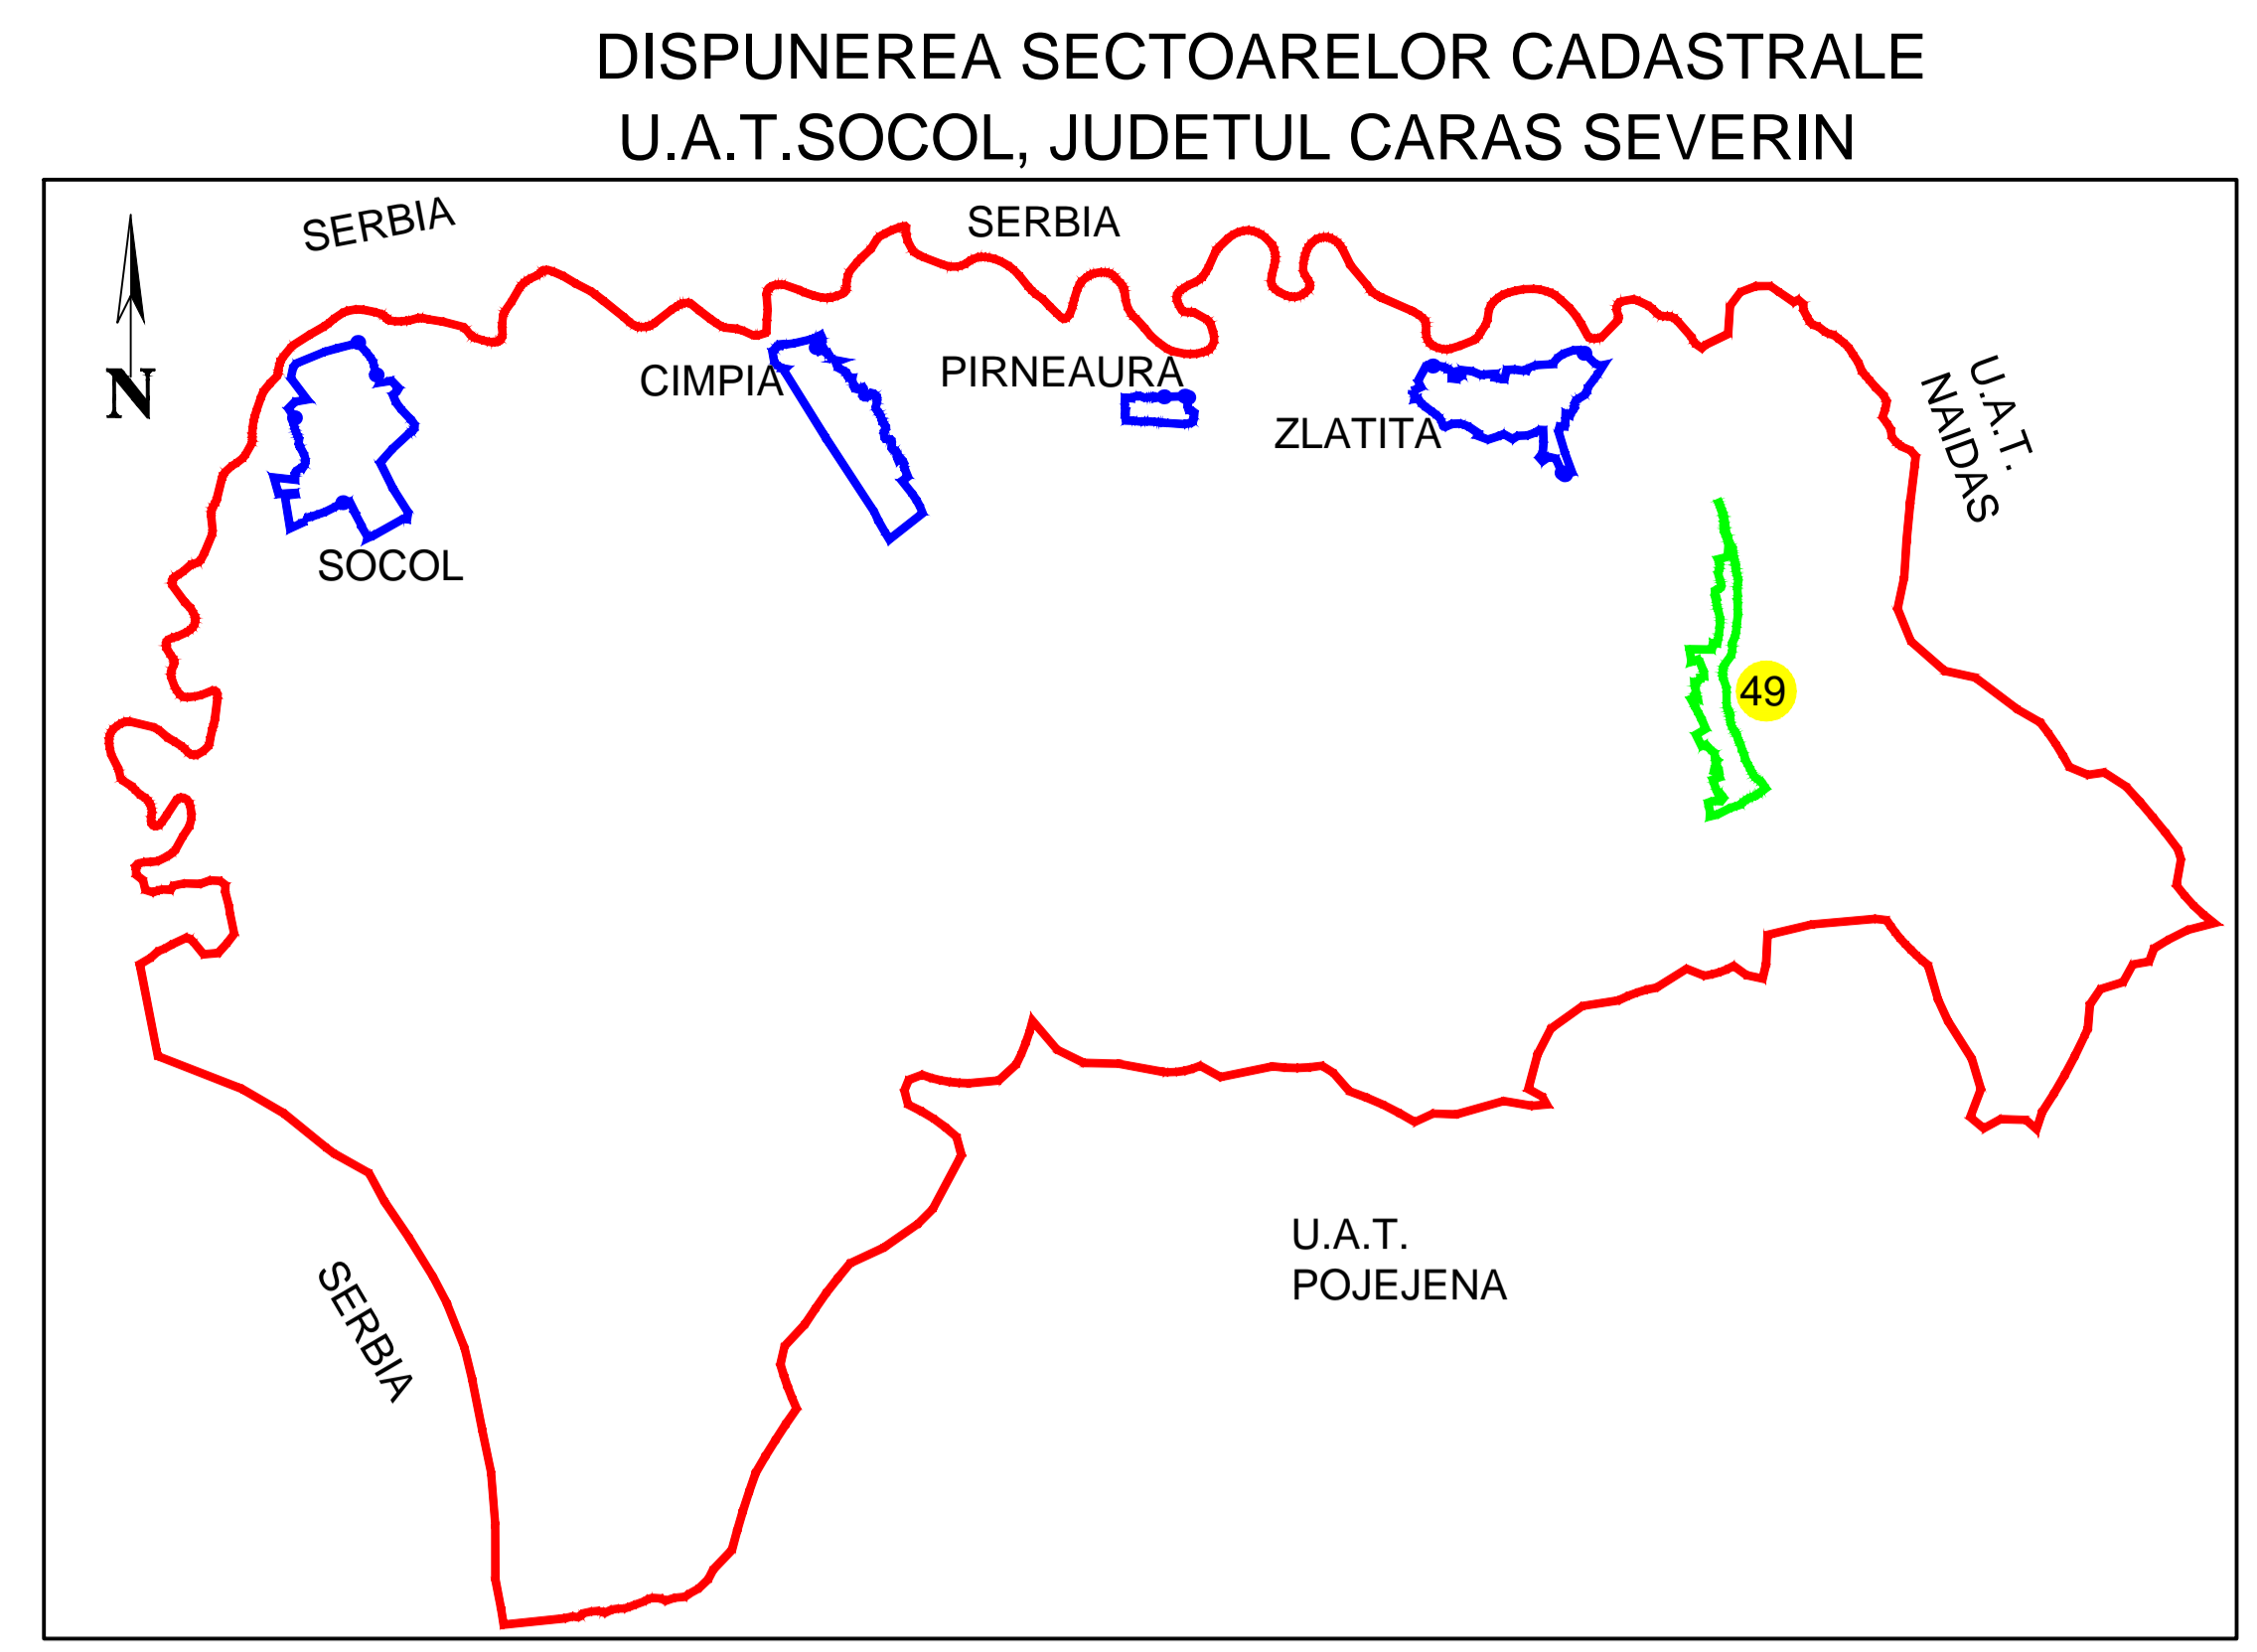 DISPUNEREA SECTOARELOR CADASTRALE
U.A.T.SOCOL, JUDETUL CARAS SEVERIN
SERBIA
SERBIA
N
CIMPIA
PIRNEAURA
ZLATITA
U.A.T.
NAIDAS
SOCOL
49
U.A.T.
POJEJENA
SERBIA